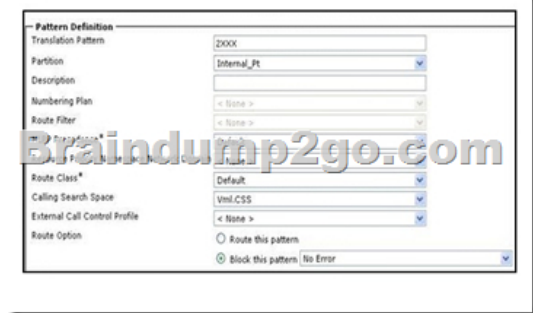 Pattern Definition
Translation Pattern 2XXX
Partition Internal_Pt
Description
Numbering Plan < None >
Route Filter < None >
Braindump2go.com
Route Class* Default
Calling Search Space Vml.CSS
External Call Control Profile < None >
Route Option Route this pattern
Block this pattern No Error